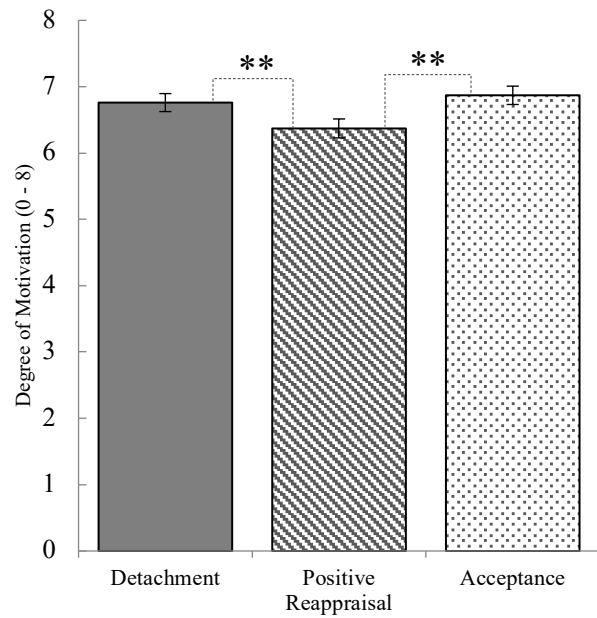 8
7
6
5
4
3
2
1
0
Degree of Motivation (0 - 8)
**
**
Detachment
Positive
Reappraisal
Acceptance